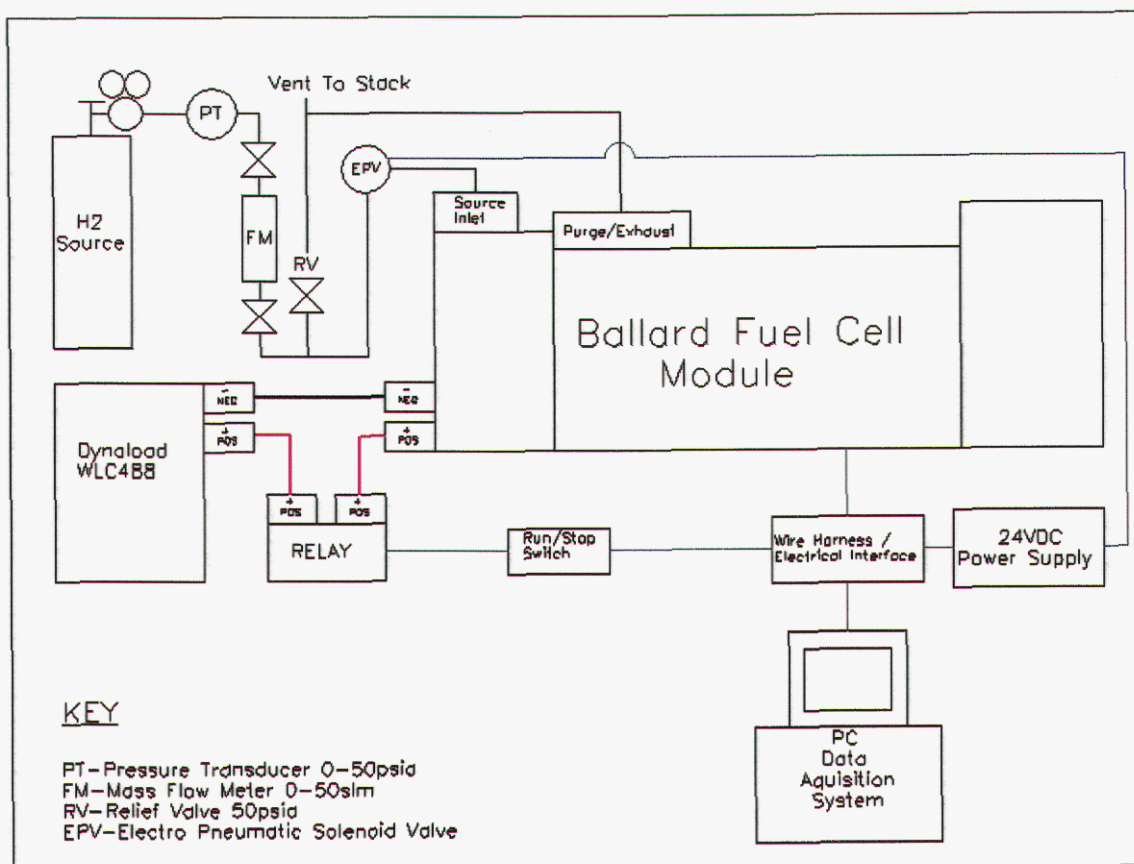 Vent To Stack
PT
EPV
H2
Source
FM
RV
Source
Inlet
Purge/Exhaust
Ballard Fuel Cell
Module
Dynaload
WLC488
-
NEG
-
NEG
+
POS
+
POS
+
POS
+
POS
RELAY
Run/Stop
Switch
Wire Harness /
Electrical Interface
24VDC
Power Supply
PC
Data
Aquisition
System
KEY
PT-Pressure Transducer 0-50psia
FM-Mass Flow Meter 0-50slm
RV-Relief Valve 50psia
EPV-Electro Pneumatic Solenoid Valve